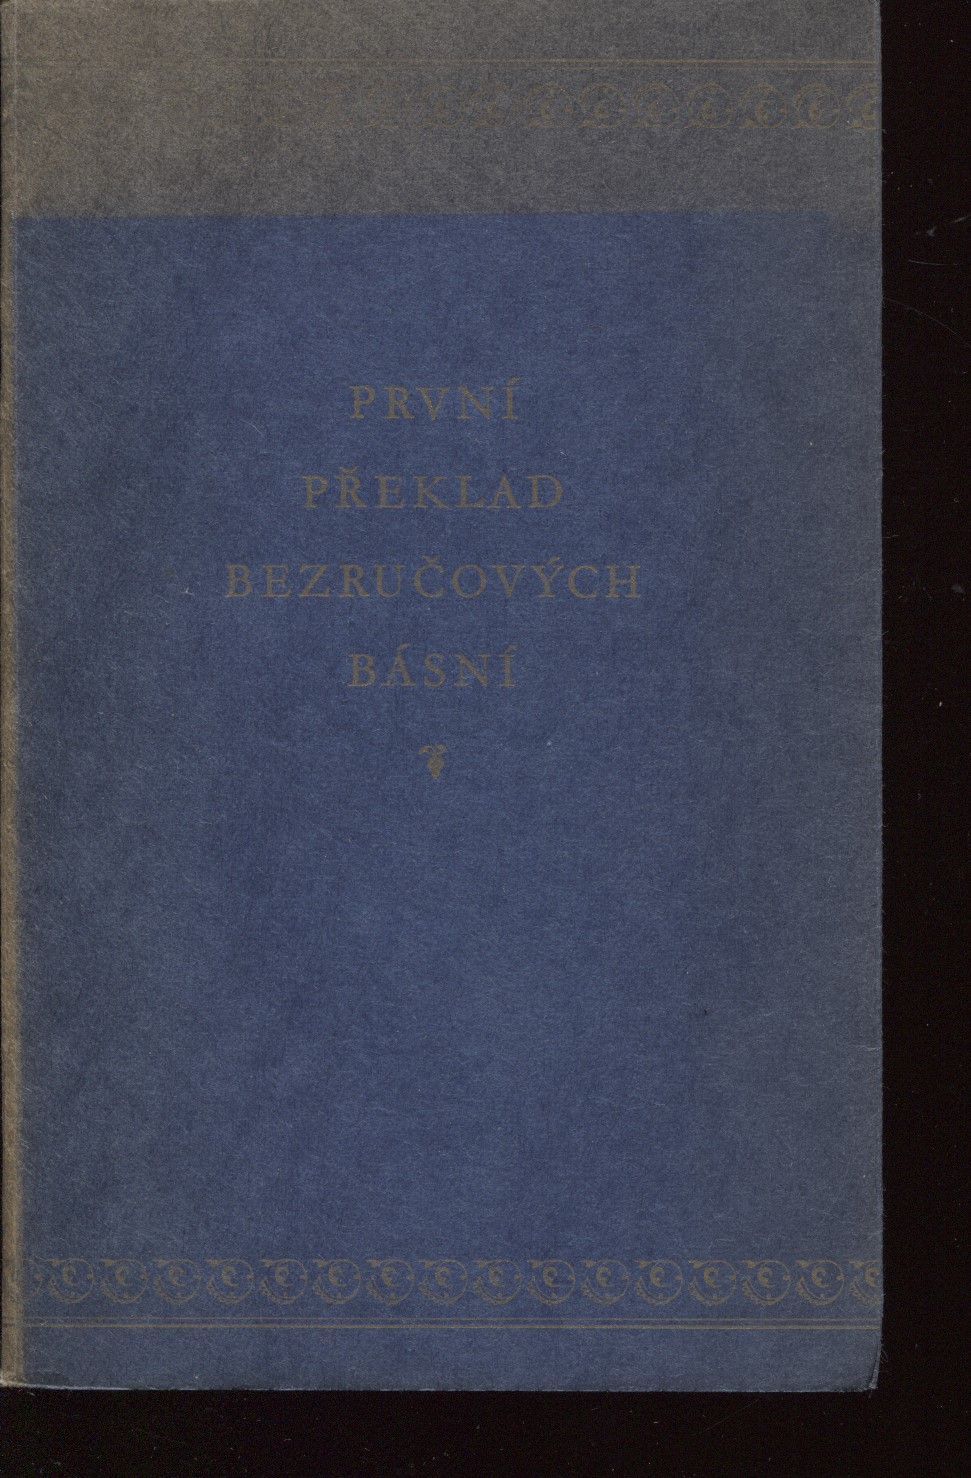 PRVNÍ
PŘEKLAD
BEZRUČOVÝCH
BÁSNÍ